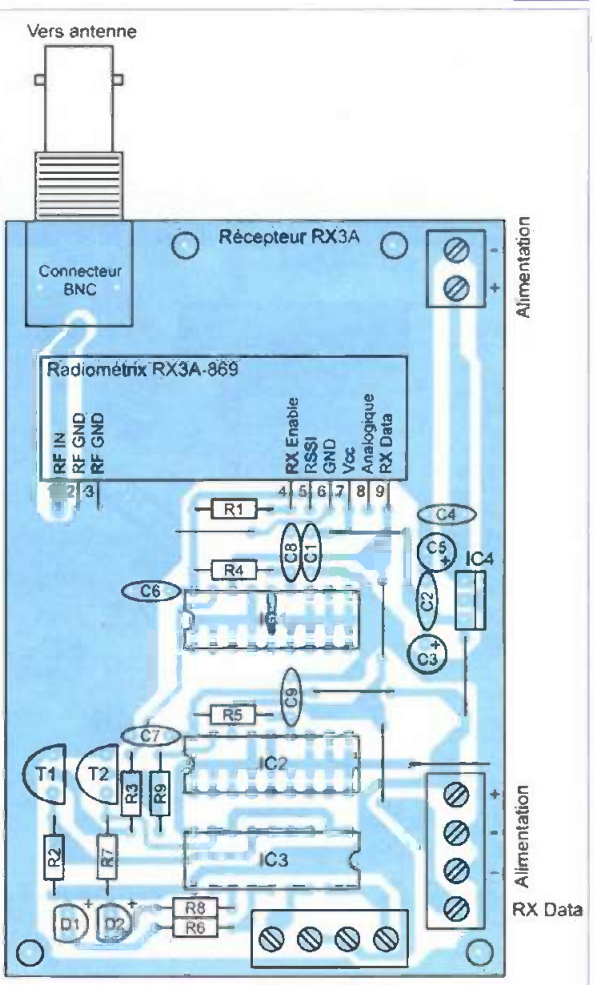 Vers antenne
Récepteur RX3A
Connecteur
BNC
-
+
Alimentation
Radiométrix RX3A-869
RF IN
RF GND
RF GND
RX Enable
RSSI
GND
Vcc
Analogique
RX Data
2 3
4 5 6 7 8 9
R1
C4
C8
C1
C5
+
IC4
R4
C6
C2
C3
+
C9
R5
C7
T1
T2
R3
R9
IC2
+
-
-
Alimentation
R2
R7
IC3
RX Data
D1
+
D2
+
R8
R6